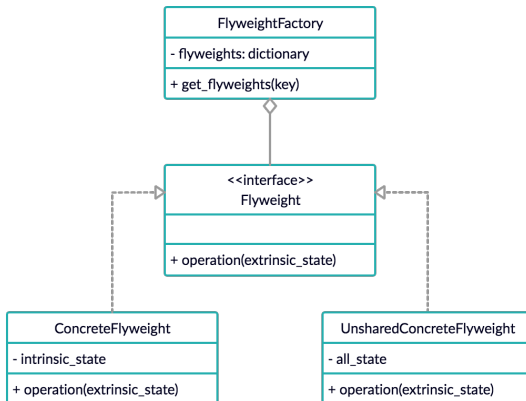 FlyweightFactory
- flyweights: dictionary
+ get_flyweights(key)
<<interface>>
Flyweight
+ operation(extrinsic_state)
ConcreteFlyweight
- intrinsic_state
+ operation(extrinsic_state)
UnsharedConcreteFlyweight
- all_state
+ operation(extrinsic_state)